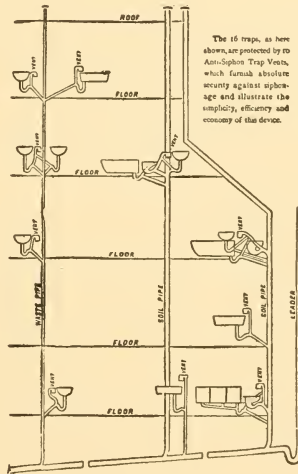 ROOF
The 16 traps, as here
shown, are protected by 10
Anti-Siphon Trap Vents,
which furnish absolute
security against siphon-
age and illustrate the
simplicity, efficiency and
economy of this device.
VENT
VENT
FLOOR
VENT
VENT
VENT
FLOOR
VENT
VENT
FLOOR
WASTE PIPE
SOIL PIPE
SOIL PIPE
LEADER
VENT
FLOOR
VENT
VENT
VENT
FLOOR